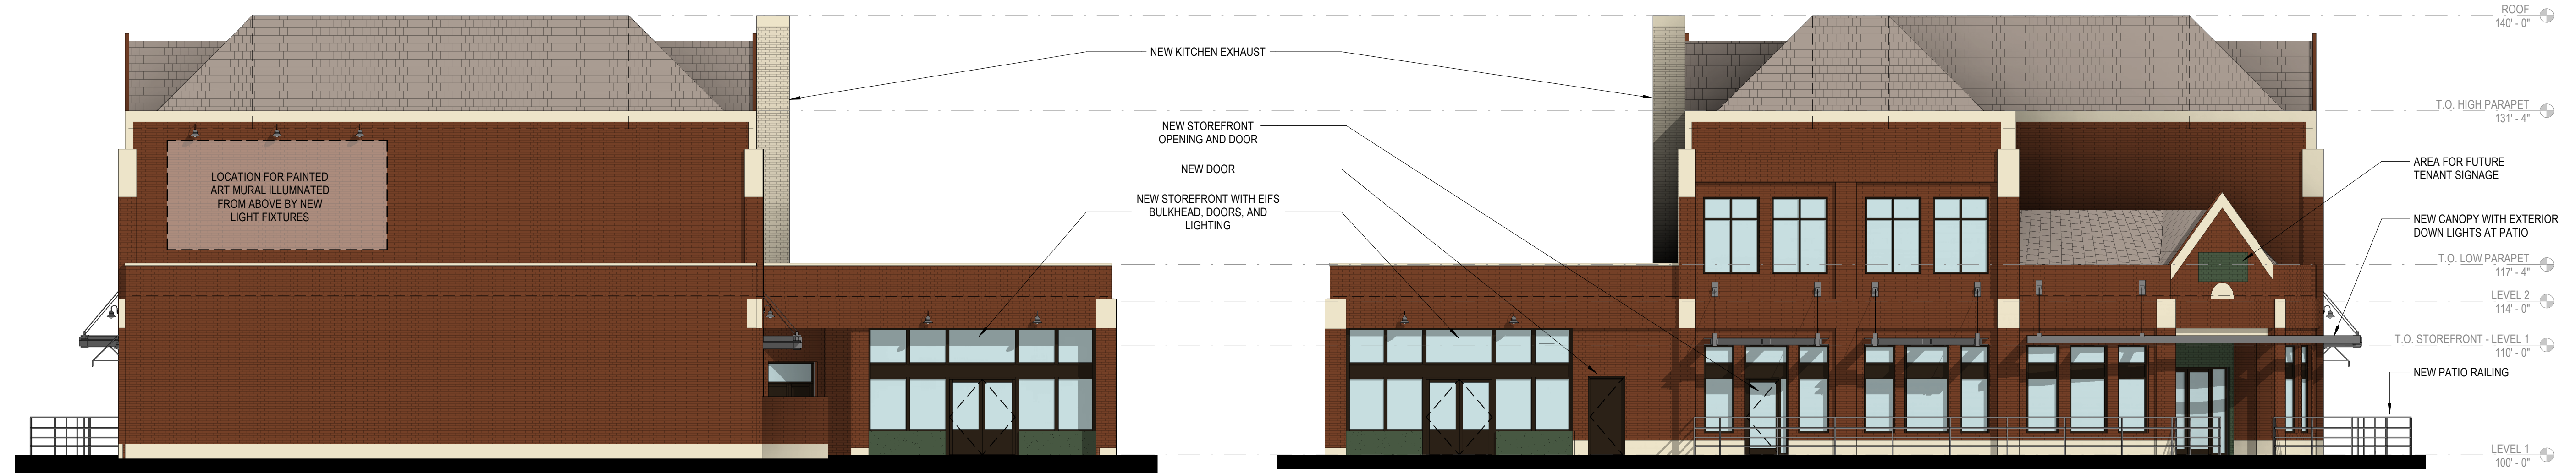 ROOF
140' - 0"
NEW KITCHEN EXHAUST
T.O. HIGH PARAPET
131' - 4"
NEW STOREFRONT
OPENING AND DOOR
NEW DOOR
NEW STOREFRONT WITH EIFS
BULKHEAD, DOORS, AND
LIGHTING
LOCATION FOR PAINTED
ART MURAL ILLUMNATED
FROM ABOVE BY NEW
LIGHT FIXTURES
AREA FOR FUTURE
TENANT SIGNAGE
NEW CANOPY WITH EXTERIOR
DOWN LIGHTS AT PATIO
T.O. LOW PARAPET
117' - 4"
LEVEL 2
114' - 0"
T.O. STOREFRONT - LEVEL 1
110' - 0"
NEW PATIO RAILING
LEVEL 1
100' - 0"